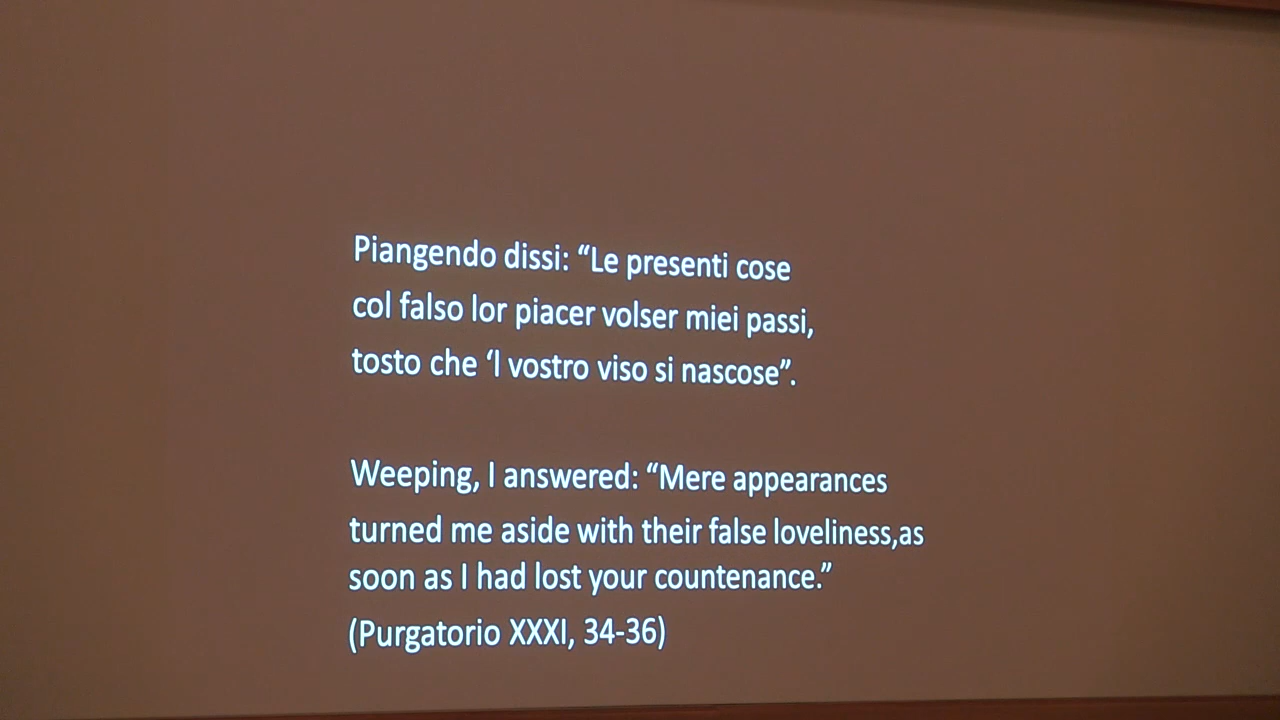 Piangendo dissi: “Le presenti cose
col falso lor piacer volser miei passi,
tosto che ‘l vostro viso si nascose”.
Weeping, I answered: “Mere appearances
turned me aside with their false loveliness,as
soon as I had lost your countenance.”
(Purgatorio XXXI, 34-36)